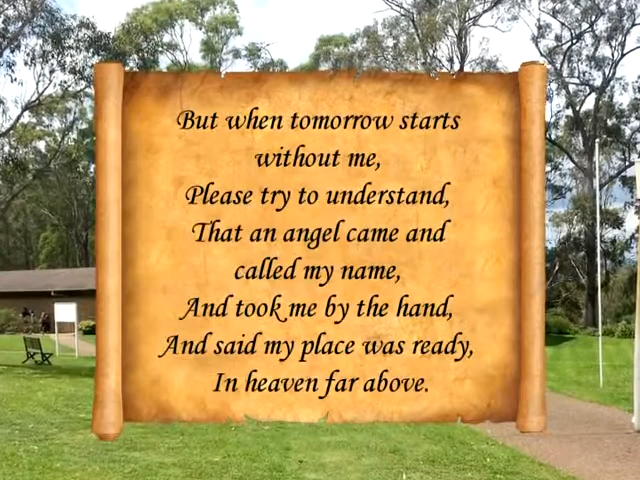 But when tomorrow starts
without me,
Please try to understand,
That an angel came and
called my name,
And took me by the hand,
And said my place was ready,
In heaven far above.